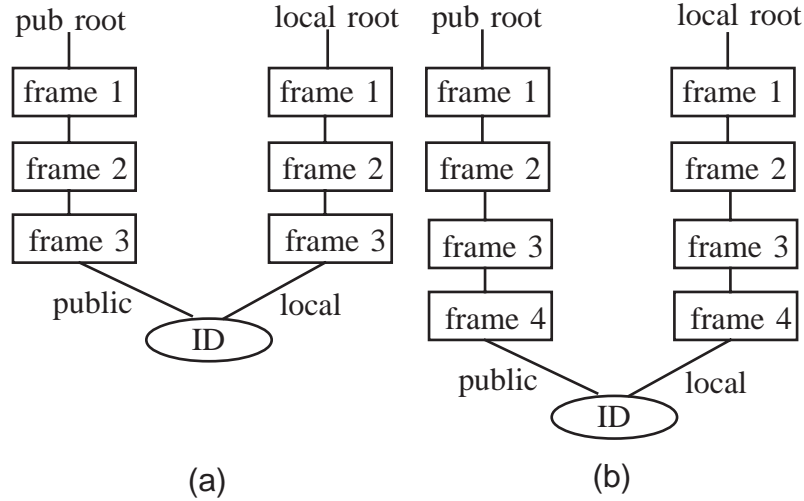 pub root
local root
frame 1
frame 1
frame 2
frame 2
frame 3
frame 3
public
local
ID
(a)
pub root
local root
frame 1
frame 1
frame 2
frame 2
frame 3
frame 3
frame 4
frame 4
public
local
ID
(b)